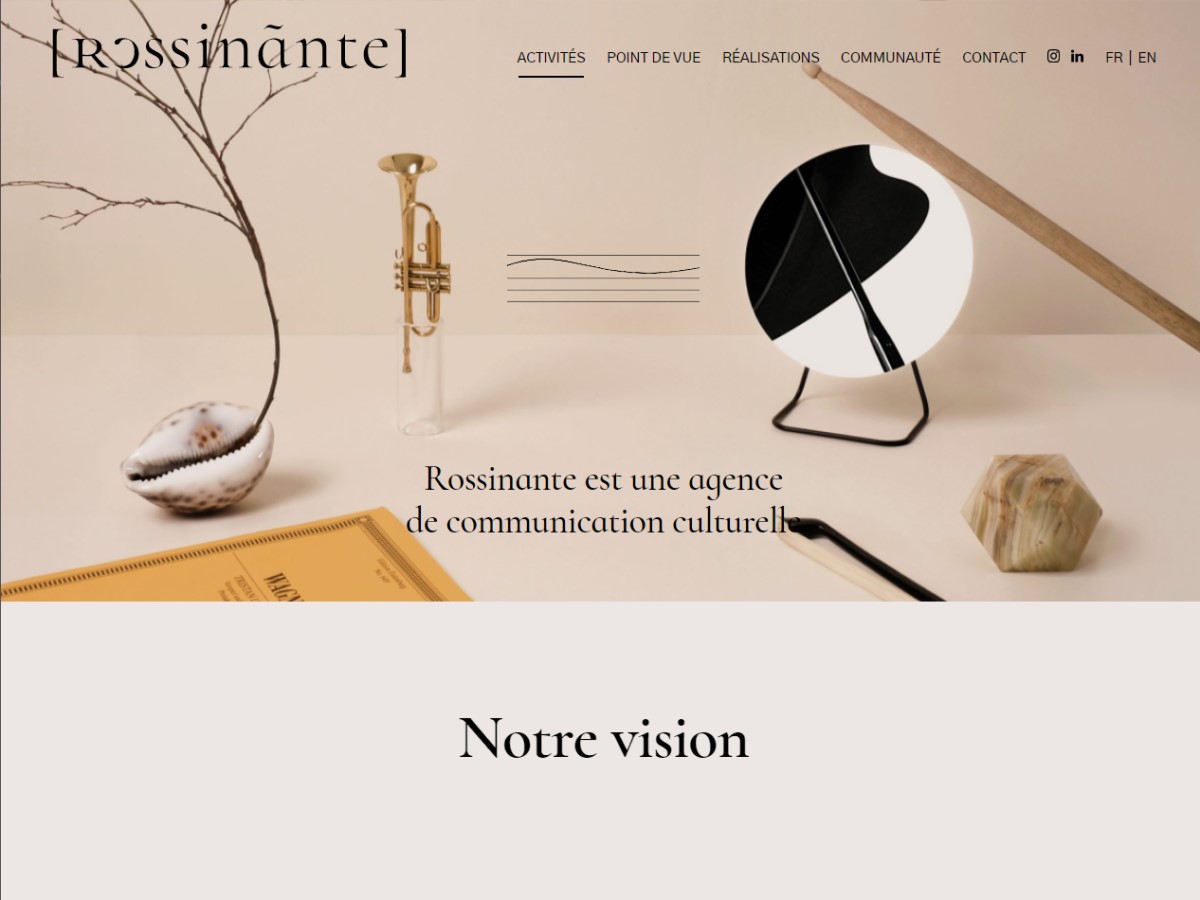 [Rossinãnte]
ACTIVITÉS POINT DE VUE RÉALISATIONS COMMUNAUTÉ CONTACT FR | EN
Rossinante est une agence
de communication culturelle
WAGN
Notre vision